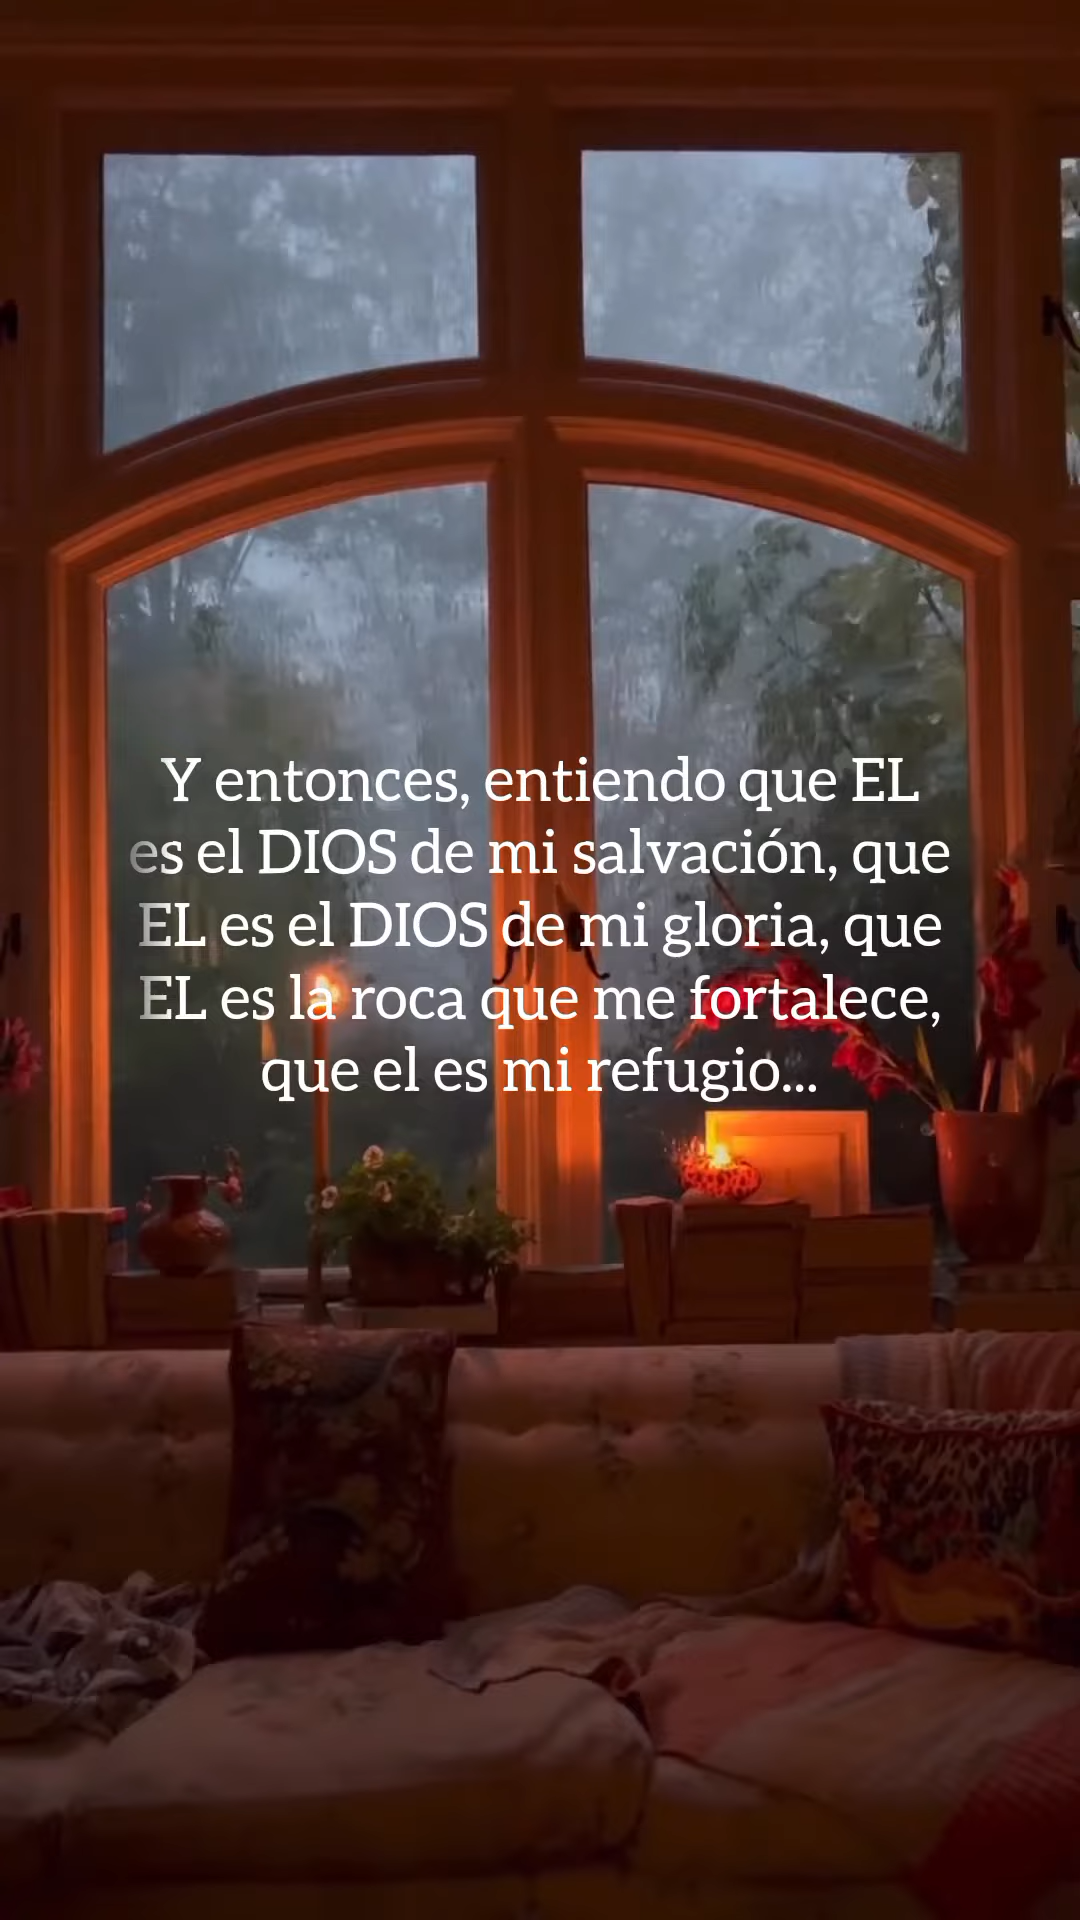 Y entonces, entiendo que EL
es el DIOS de mi salvación, que
EL es el DIOS de mi gloria, que
EL es la roca que me fortalece,
que el es mi refugio...